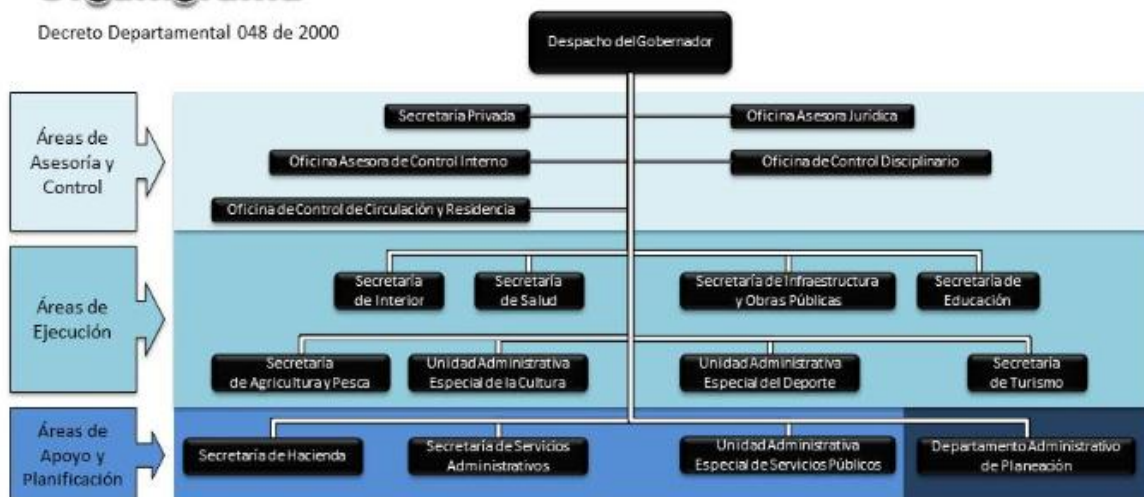 Decreto Departamental 048 de 2000
Despacho del Gobernador
Áreas de
Asesoría y
Control
Secretaría Privada
Oficina Asesora Jurídica
Oficina Asesora de Control Interno
Oficina de Control Disciplinario
Oficina de Control de Circulación y Residencia
Áreas de
Ejecución
Secretaría
de Interior
Secretaría
de Salud
Secretaría de Infraestructura
y Obras Públicas
Secretaría de
Educación
Secretaría
de Agricultura y Pesca
Unidad Administrativa
Especial de la Cultura
Unidad Administrativa
Especial del Deporte
Secretaría
de Turismo
Áreas de
Apoyo y
Planificación
Secretaría de Hacienda
Secretaría de Servicios
Administrativos
Unidad Administrativa
Especial de Servicios Públicos
Departamento Administrativo
de Planeación